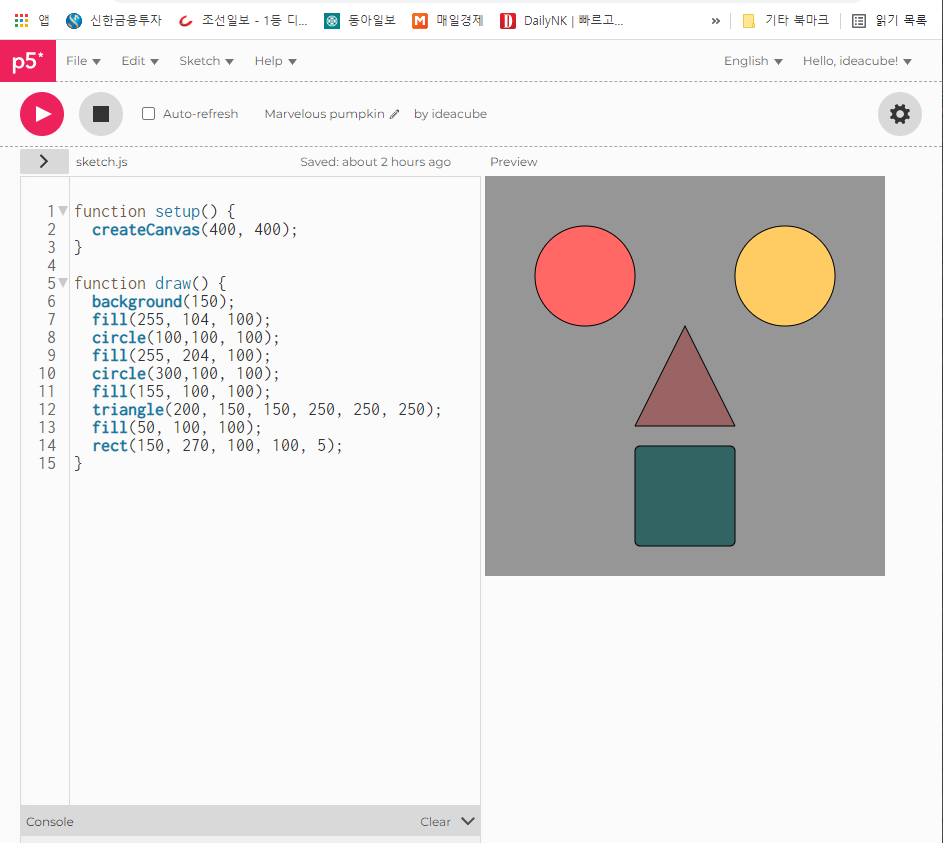 앱 신한금융투자 조선일보 - 1등 디... 동아일보 매일경제 DailyNK | 빠르고... » 기타 북마크 읽기 목록
p5* File Edit Sketch Help English Hello, ideacube!
Auto-refresh Marvelous pumpkin by ideacube
sketch.js Saved: about 2 hours ago Preview
1 function setup() {
2 createCanvas(400, 400);
3 }
4
5 function draw() {
6 background(150);
7 fill(255, 104, 100);
8 circle(100,100, 100);
9 fill(255, 204, 100);
10 circle(300,100, 100);
11 fill(155, 100, 100);
12 triangle(200, 150, 150, 250, 250, 250);
13 fill(50, 100, 100);
14 rect(150, 270, 100, 100, 5);
15 }
Console Clear